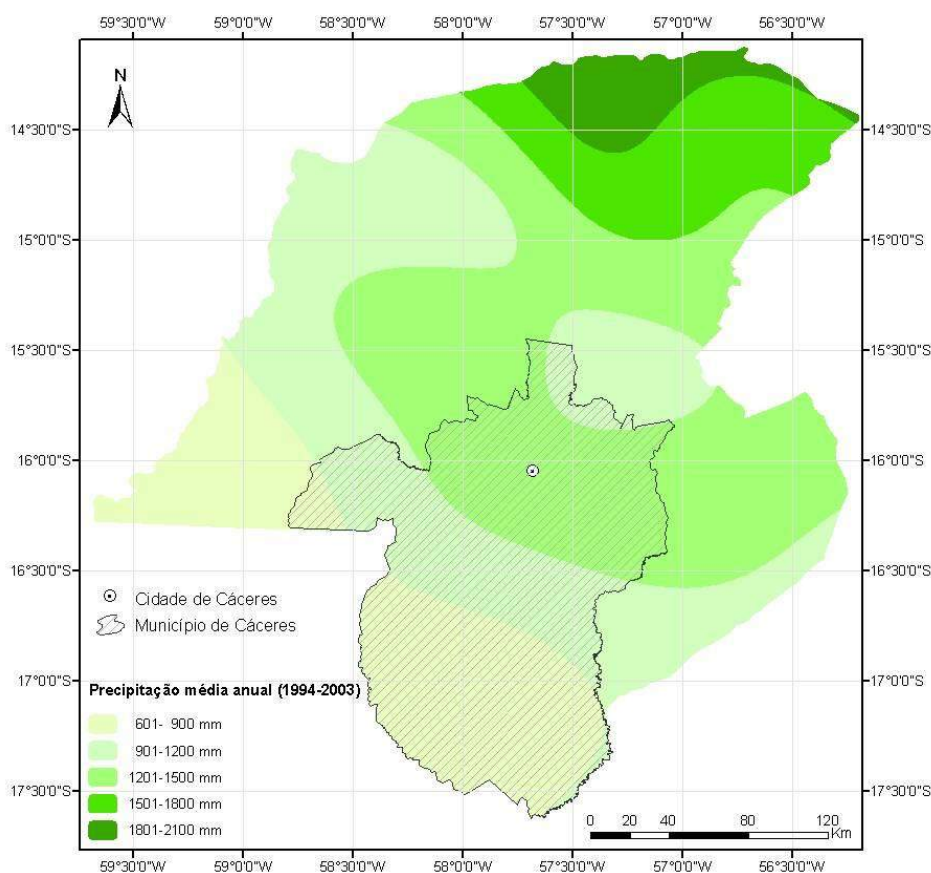 59°30'0"W 59°0'0"W 58°30'0"W 58°0'0"W 57°30'0"W 57°0'0"W 56°30'0"W
N
14°30'0"S 14°30'0"S
15°0'0"S 15°0'0"S
15°30'0"S 15°30'0"S
16°0'0"S 16°0'0"S
16°30'0"S 16°30'0"S
Cidade de Cáceres
Município de Cáceres
17°0'0"S 17°0'0"S
Precipitação média anual (1994-2003)
601- 900 mm
901-1200 mm
1201-1500 mm
17°30'0"S 17°30'0"S
1501-1800 mm
1801-2100 mm
0 20 40 80 120
Km
59°30'0"W 59°0'0"W 58°30'0"W 58°0'0"W 57°30'0"W 57°0'0"W 56°30'0"W